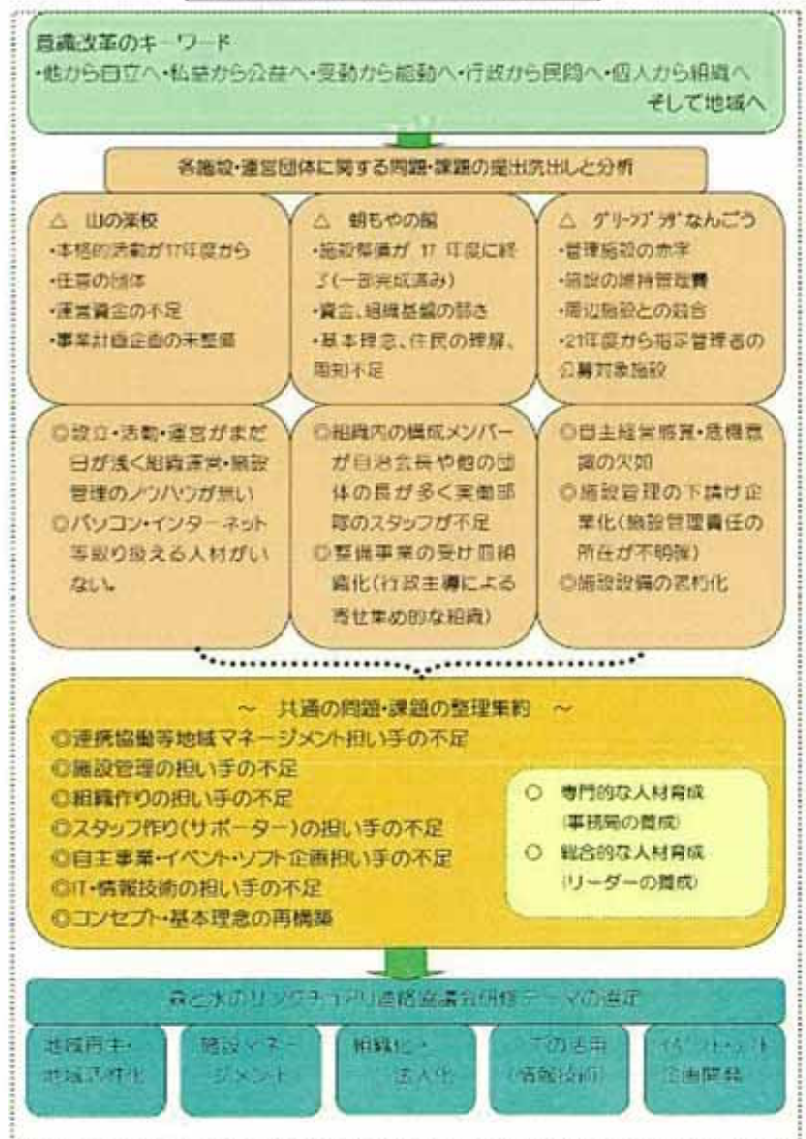 意識改革のキーワード
・他から自立へ・私益から公益へ・受動から能動へ・行政から民間へ・個人から組織へ
そして地域へ
各施設・運営団体に関する問題・課題の提出洗出しと分析
△ 山の楽校
・本格的活動が17年度から
・任意の団体
・運営資金の不足
・事業計画企画の未整備
△ 朝もやの館
・施設整備が 17 年度に終
了(一部完成済み)
・資金、組織基盤の弱さ
・基本理念、住民の理解、
周知不足
△ グリーンプラザなんごう
・管理施設の赤字
・施設の維持管理費
・周辺施設との競合
・21年度から指定管理者の
公募対象施設
◎設立・活動・運営がまだ
日が浅く組織運営・施設
管理のノウハウが無い
◎パソコン・インターネット
等取り扱える人材がい
ない。
◎組織内の構成メンバー
が自治会長や他の団
体の長が多く実働部
隊のスタッフが不足
◎整備事業の受け皿組
織化(行政主導による
寄せ集め的な組織)
◎自主経営感覚・危機意
識の欠如
◎施設管理の下請け企
業化(施設管理責任の
所在が不明確)
◎施設設備の老朽化
～ 共通の問題・課題の整理集約 ～
◎連携協働等地域マネージメント担い手の不足
◎施設管理の担い手の不足
◎組織作りの担い手の不足
◎スタッフ作り(サポーター)の担い手の不足
◎自主事業・イベント・ソフト企画担い手の不足
◎IT・情報技術の担い手の不足
◎コンセプト・基本理念の再構築
○ 専門的な人材育成
(事務局の養成)
○ 総合的な人材育成
(リーダーの養成)
森と水のサンクチュアリ連絡協議会研修テーマの選定
地域再生・
地域活性化
施設マネー
ジメント
組織化・
法人化
の活用
(情報技術)
イベント・ソフト
企画開発